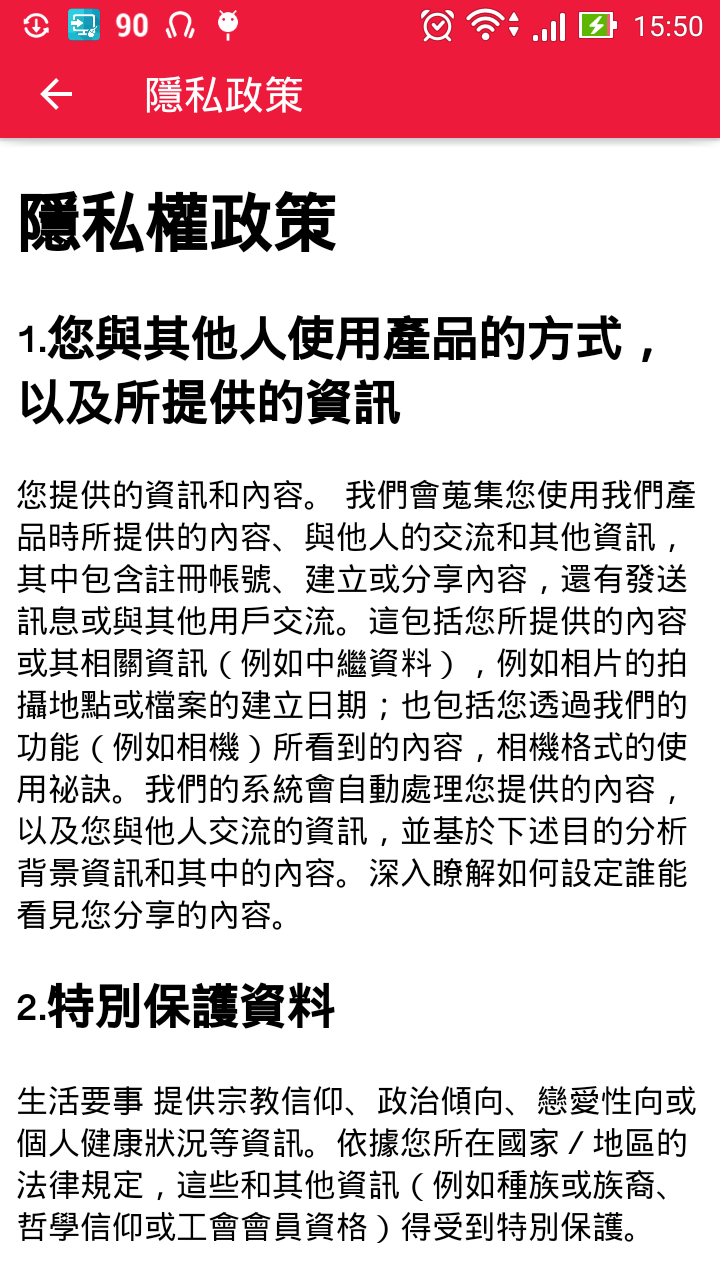 90
15:50
隱私政策
隱私權政策
1.您與其他人使用產品的方式，
以及所提供的資訊
您提供的資訊和內容。 我們會蒐集您使用我們產
品時所提供的內容、與他人的交流和其他資訊，
其中包含註冊帳號、建立或分享內容，還有發送
訊息或與其他用戶交流。這包括您所提供的內容
或其相關資訊（例如中繼資料），例如相片的拍
攝地點或檔案的建立日期；也包括您透過我們的
功能（例如相機）所看到的內容，相機格式的使
用祕訣。我們的系統會自動處理您提供的內容，
以及您與他人交流的資訊，並基於下述目的分析
背景資訊和其中的內容。深入瞭解如何設定誰能
看見您分享的內容。
2.特別保護資料
生活要事 提供宗教信仰、政治傾向、戀愛性向或
個人健康狀況等資訊。依據您所在國家／地區的
法律規定，這些和其他資訊（例如種族或族裔、
哲學信仰或工會會員資格）得受到特別保護。